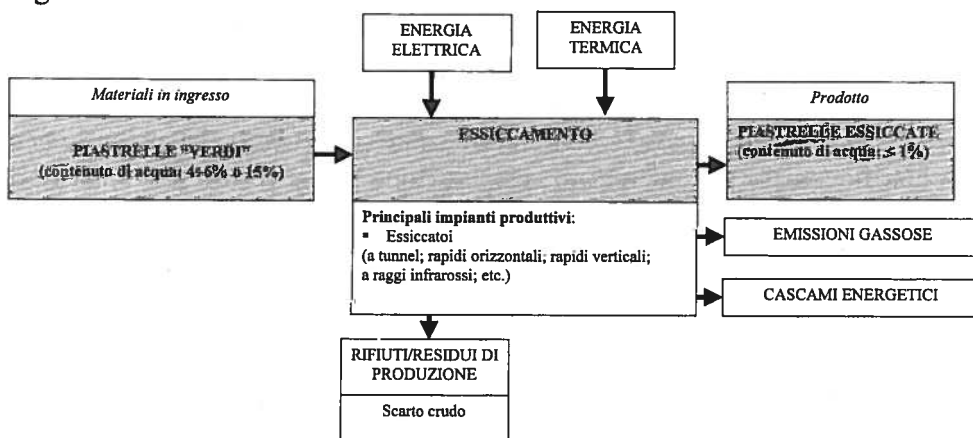 ENERGIA
ELETTRICA
ENERGIA
TERMICA
Materiali in ingresso
PIASTRELLE "VERDI"
(contenuto di acqua: 4÷6% o 15%)
ESSICCAMENTO
Principali impianti produttivi:
▪ Essiccatoi
(a tunnel; rapidi orizzontali; rapidi verticali;
a raggi infrarossi; etc.)
Prodotto
PIASTRELLE ESSICCATE
(contenuto di acqua: ≤ 1%)
EMISSIONI GASSOSE
CASCAMI ENERGETICI
RIFIUTI/RESIDUI DI
PRODUZIONE
Scarto crudo